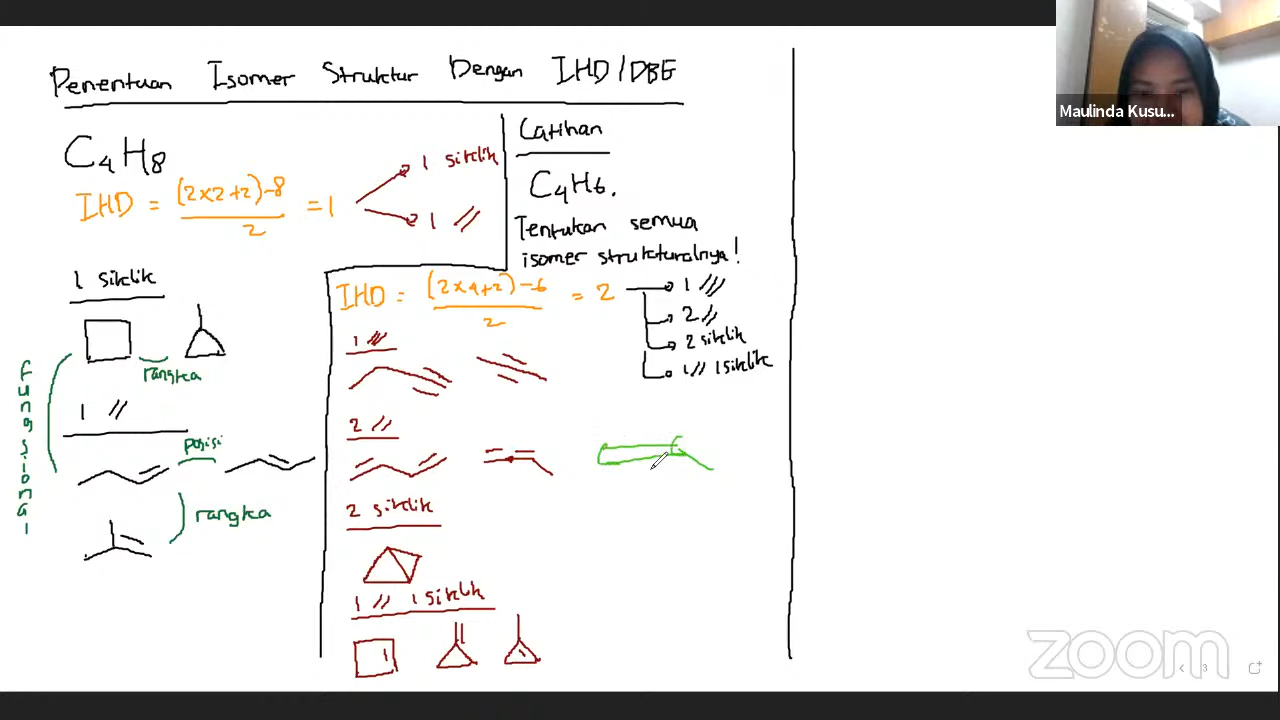 Penentuan Isomer Struktur Dengan IHD/DBE
C4H8
IHD = (2x2+2)-8 / 2 = 1
1 siklik
1 //
1 siklik
rangka
fungsional
1 //
posisi
rangka
Latihan
C4H6.
Tentukan semua
isomer strukturalnya!
IHD = (2x4+2)-6 / 2 = 2
1 ///
2 //
2 siklik
1 // 1 siklik
1 ///
2 //
2 siklik
1 // 1 siklik
Maulinda Kusu...
zoom
3